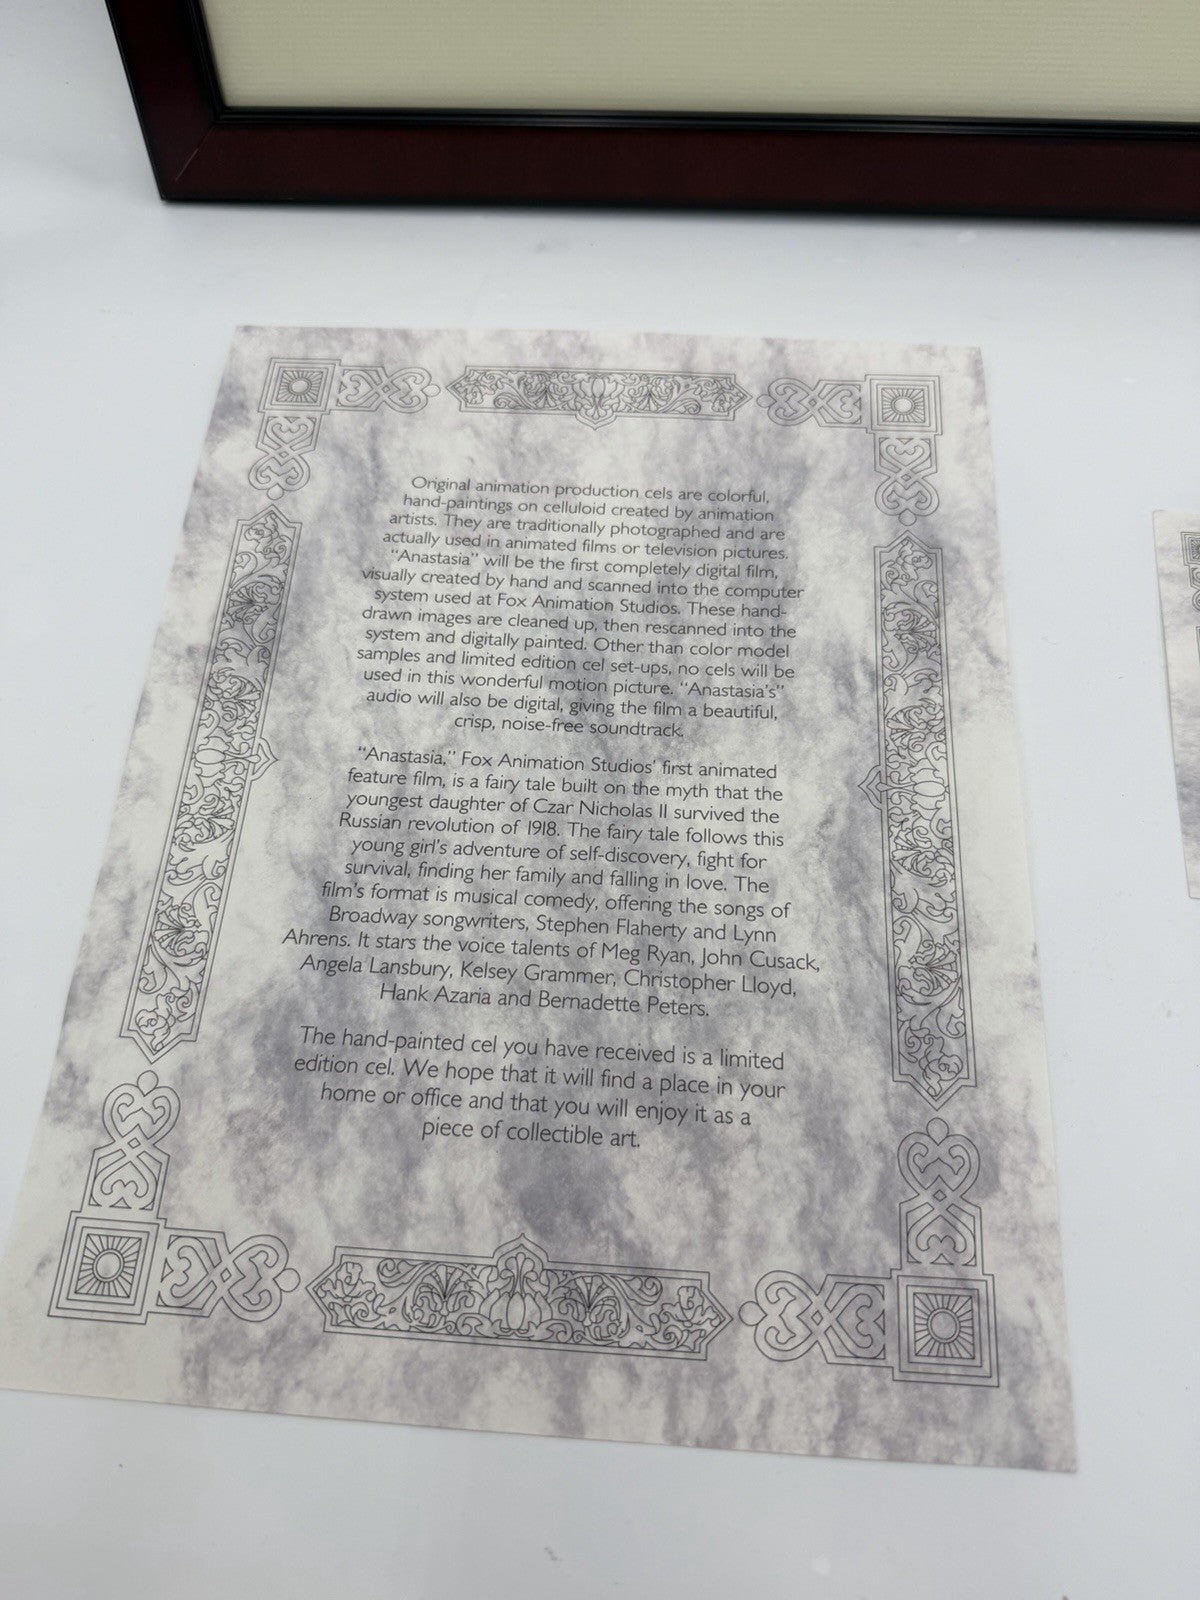 Original animation production cels are colorful,
hand-paintings on celluloid created by animation
artists. They are traditionally photographed and are
actually used in animated films or television pictures.
"Anastasia" will be the first completely digital film,
visually created by hand and scanned into the computer
system used at Fox Animation Studios. These hand-
drawn images are cleaned up, then rescanned into the
system and digitally painted. Other than color model
samples and limited edition cel set-ups, no cels will be
used in this wonderful motion picture. "Anastasia's"
audio will also be digital, giving the film a beautiful,
crisp, noise-free soundtrack.
"Anastasia," Fox Animation Studios' first animated
feature film, is a fairy tale built on the myth that the
youngest daughter of Czar Nicholas II survived the
Russian revolution of 1918. The fairy tale follows this
young girl's adventure of self-discovery, fight for
survival, finding her family and falling in love. The
film's format is musical comedy, offering the songs of
Broadway songwriters, Stephen Flaherty and Lynn
Ahrens. It stars the voice talents of Meg Ryan, John Cusack,
Angela Lansbury, Kelsey Grammer, Christopher Lloyd,
Hank Azaria and Bernadette Peters.
The hand-painted cel you have received is a limited
edition cel. We hope that it will find a place in your
home or office and that you will enjoy it as a
piece of collectible art.